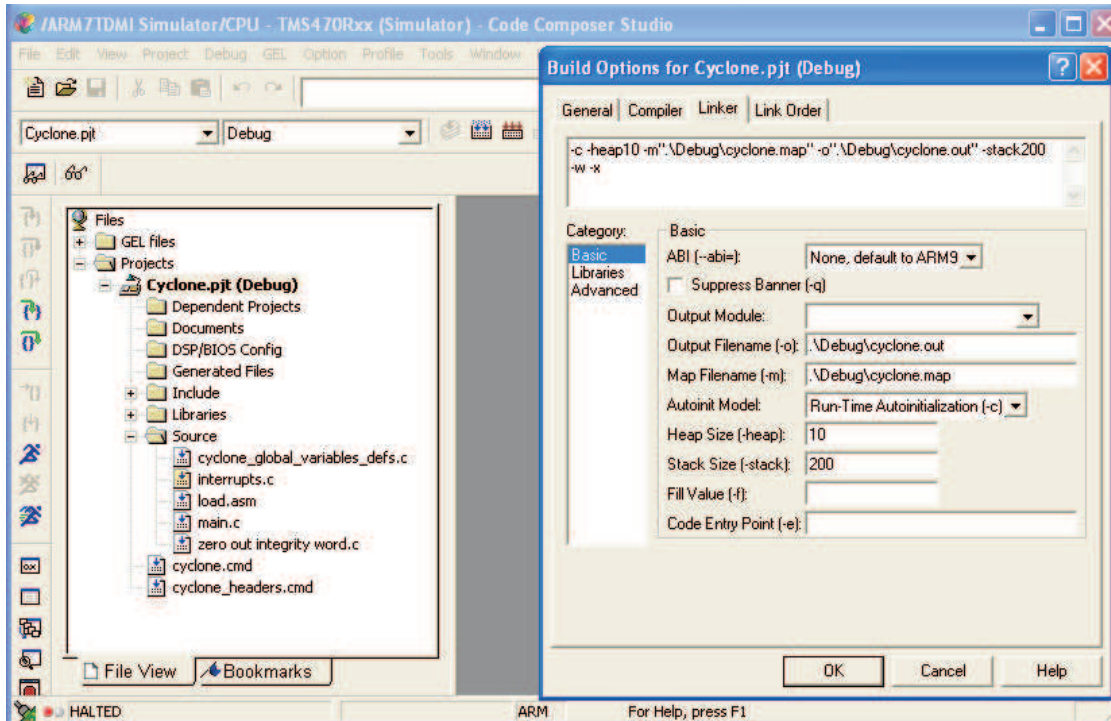 /ARM7TDMI Simulator/CPU - TMS470Rxx (Simulator) - Code Composer Studio
File Edit View Project Debug GEL Option Profile Tools Window
Cyclone.pjt Debug
Files
GEL files
Projects
Cyclone.pjt (Debug)
Dependent Projects
Documents
DSP/BIOS Config
Generated Files
Include
Libraries
Source
cyclone_global_variables_defs.c
interrupts.c
load.asm
main.c
zero out integrity word.c
cyclone.cmd
cyclone_headers.cmd
File View Bookmarks
HALTED ARM For Help, press F1
Build Options for Cyclone.pjt (Debug)
General Compiler Linker Link Order
-c -heap10 -m".\Debug\cyclone.map" -o".\Debug\cyclone.out" -stack200
-w -x
Category:
Basic
Libraries
Advanced
Basic
ABI (--abi=): None, default to ARM9
Suppress Banner (-q)
Output Module:
Output Filename (-o): .\Debug\cyclone.out
Map Filename (-m): .\Debug\cyclone.map
Autoinit Model: Run-Time Autoinitialization (-c)
Heap Size (-heap): 10
Stack Size (-stack): 200
Fill Value (-f):
Code Entry Point (-e):
OK Cancel Help